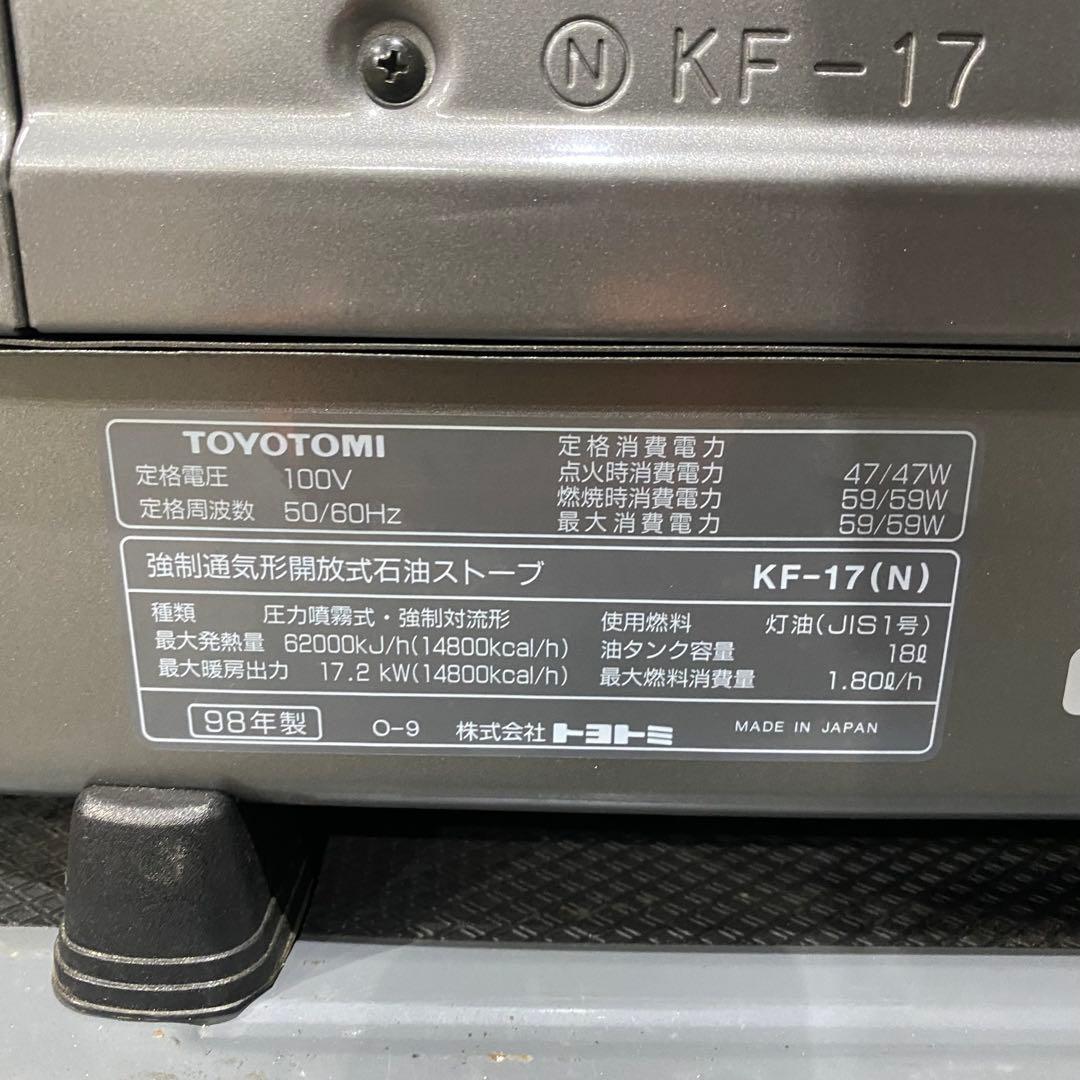 Ⓝ KF-17
TOYOTOMI
定格電圧 100V
定格周波数 50/60Hz
定格消費電力
点火時消費電力 47/47W
燃焼時消費電力 59/59W
最大消費電力 59/59W
強制通気形開放式石油ストーブ KF-17(N)
種類 圧力噴霧式・強制対流形
最大発熱量 62000kJ/h(14800kcal/h)
最大暖房出力 17.2 kW(14800kcal/h)
使用燃料 灯油(JIS1号)
油タンク容量 18ℓ
最大燃料消費量 1.80ℓ/h
98年製 O-9 株式会社トヨトミ MADE IN JAPAN